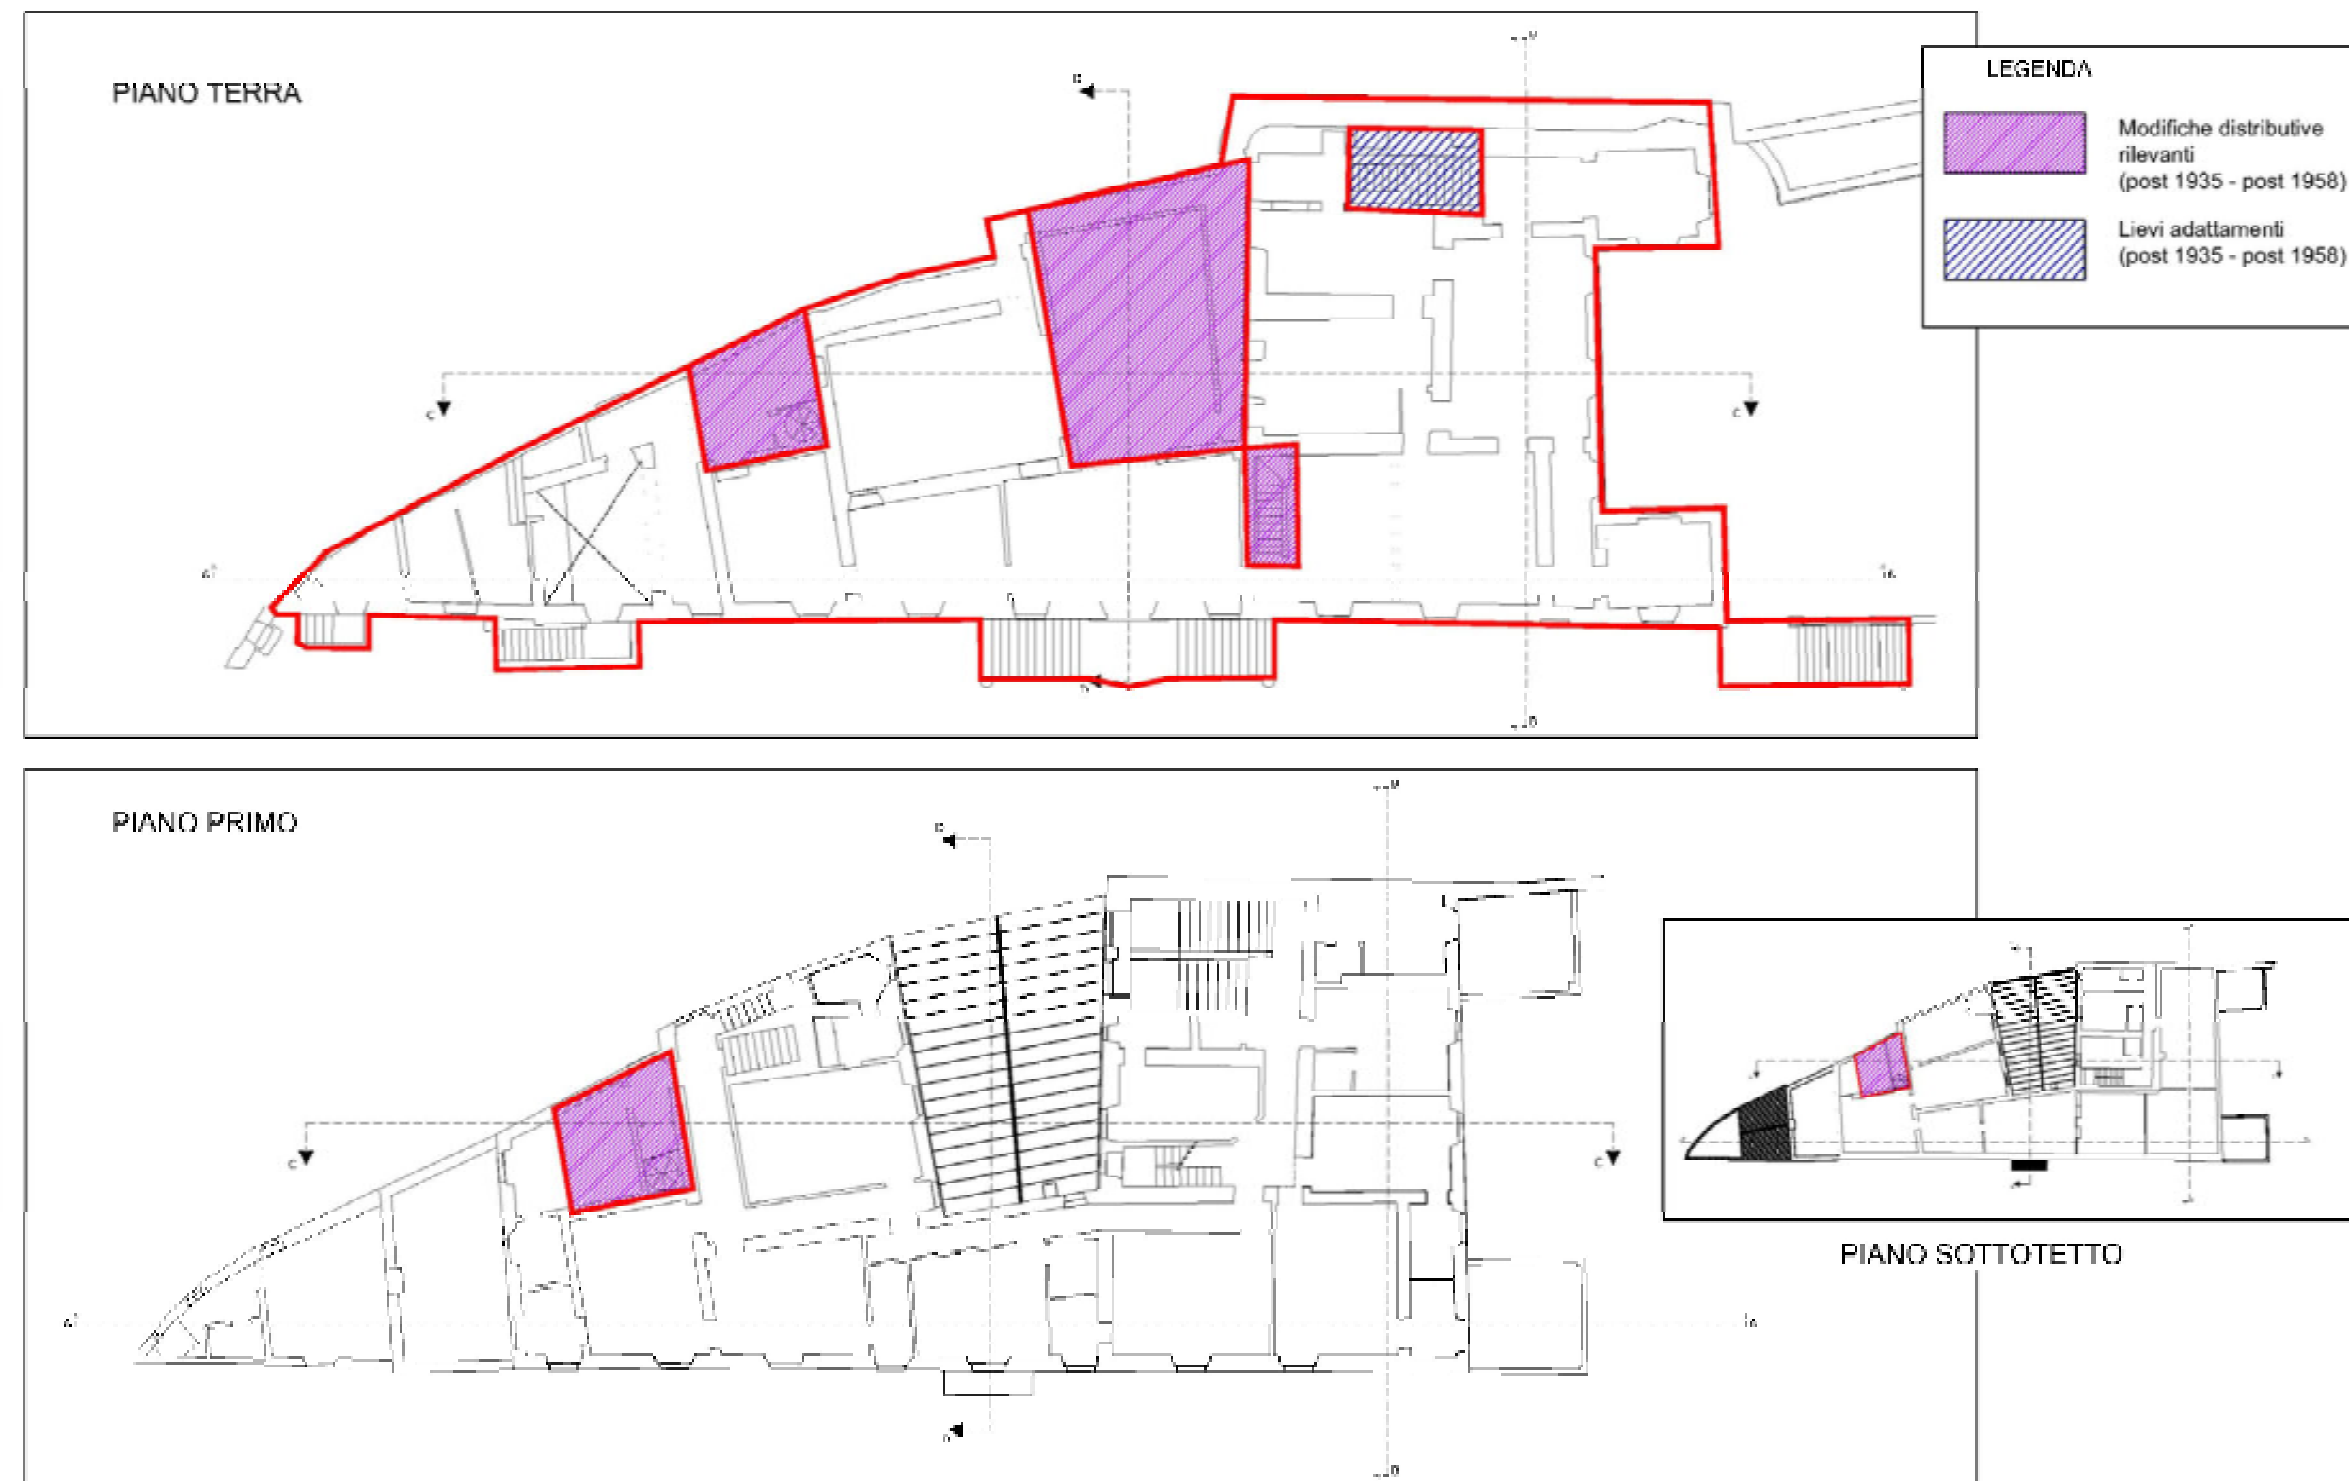 PIANO TERRA
LEGENDA
Modifiche distributive
rilevanti
(post 1935 - post 1958)
Lievi adattamenti
(post 1935 - post 1958)
C
C
PIANO PRIMO
C
C
PIANO SOTTOTETTO